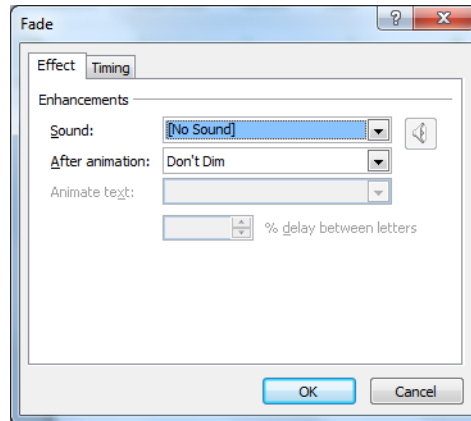 Fade
Effect Timing
Enhancements
Sound: [No Sound]
After animation: Don't Dim
Animate text:
% delay between letters
OK Cancel